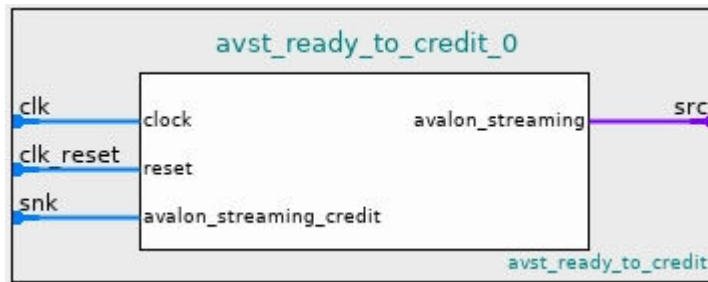 avst_ready_to_credit_0
clk
clock
avalon_streaming
src
clk_reset
reset
snk
avalon_streaming_credit
avst_ready_to_credit